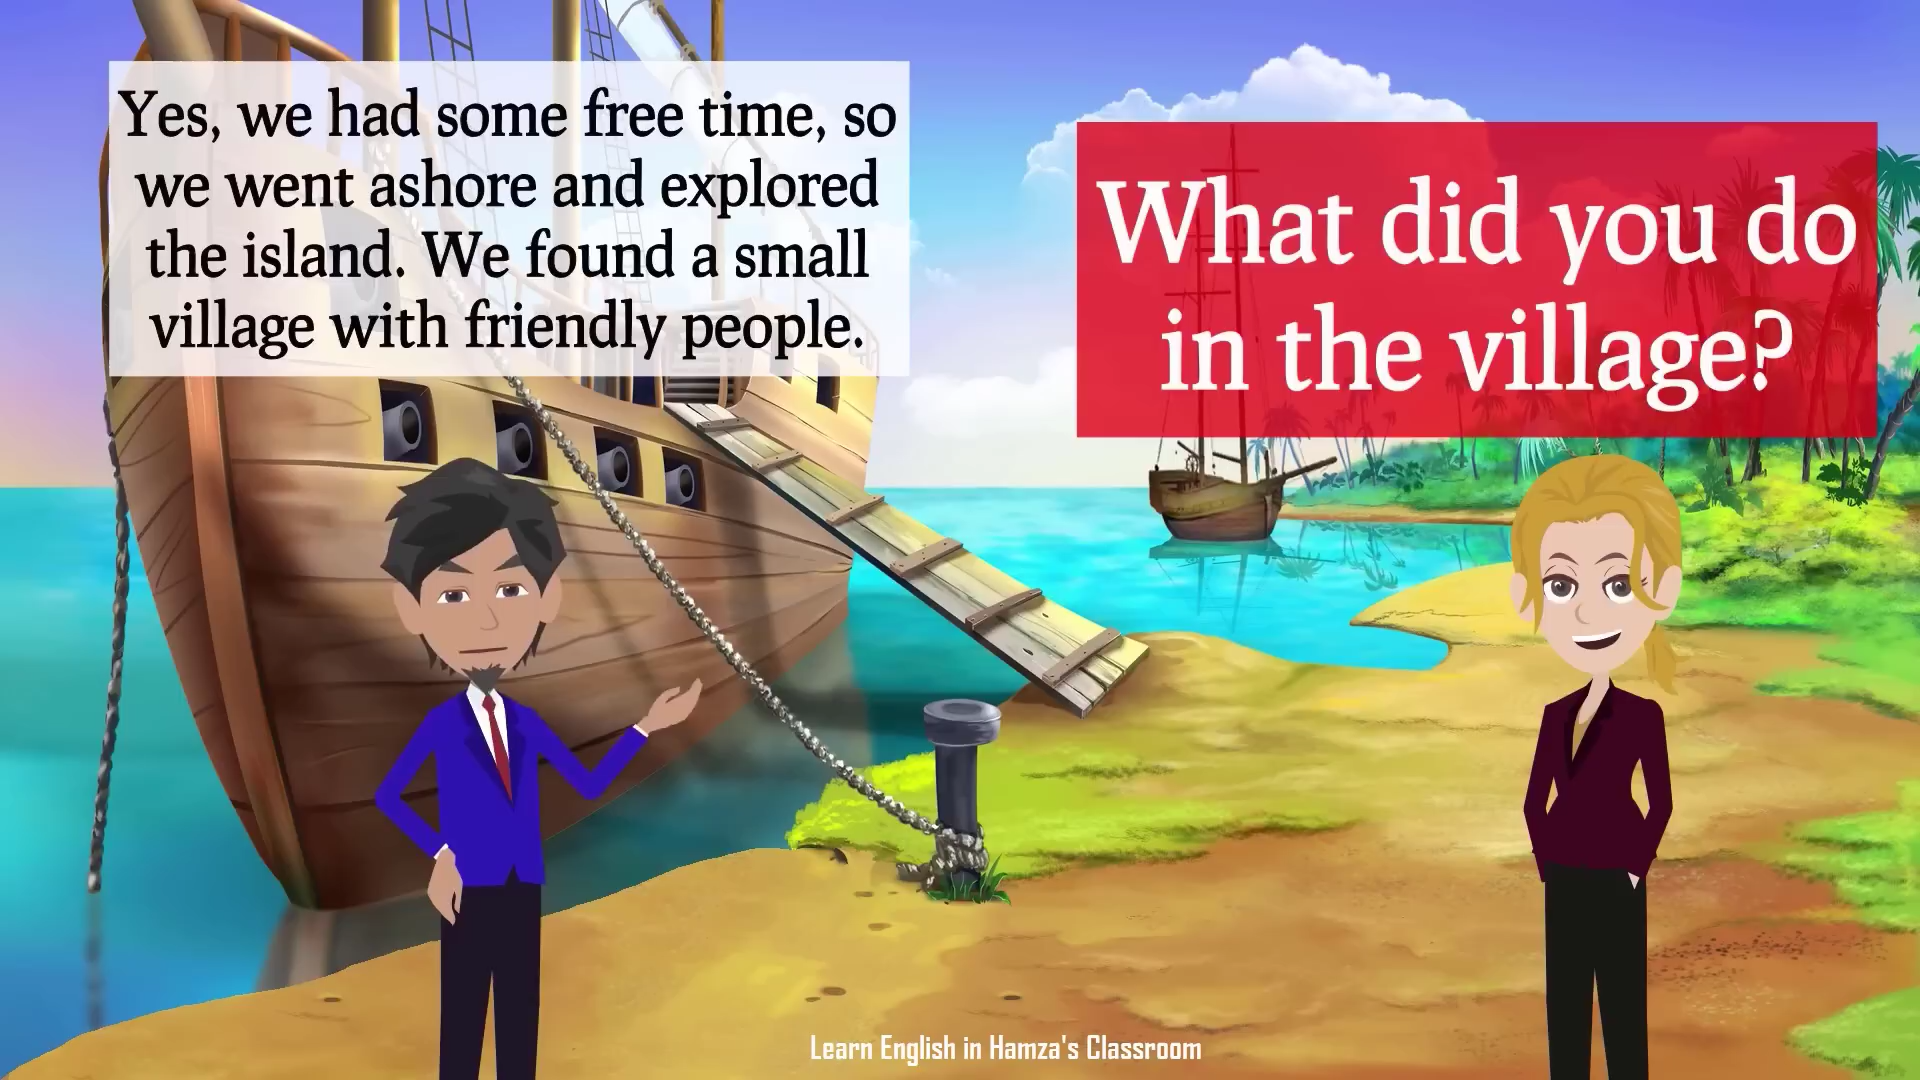 Yes, we had some free time, so
we went ashore and explored
the island. We found a small
village with friendly people.
What did you do
in the village?
Learn English in Hamza's Classroom